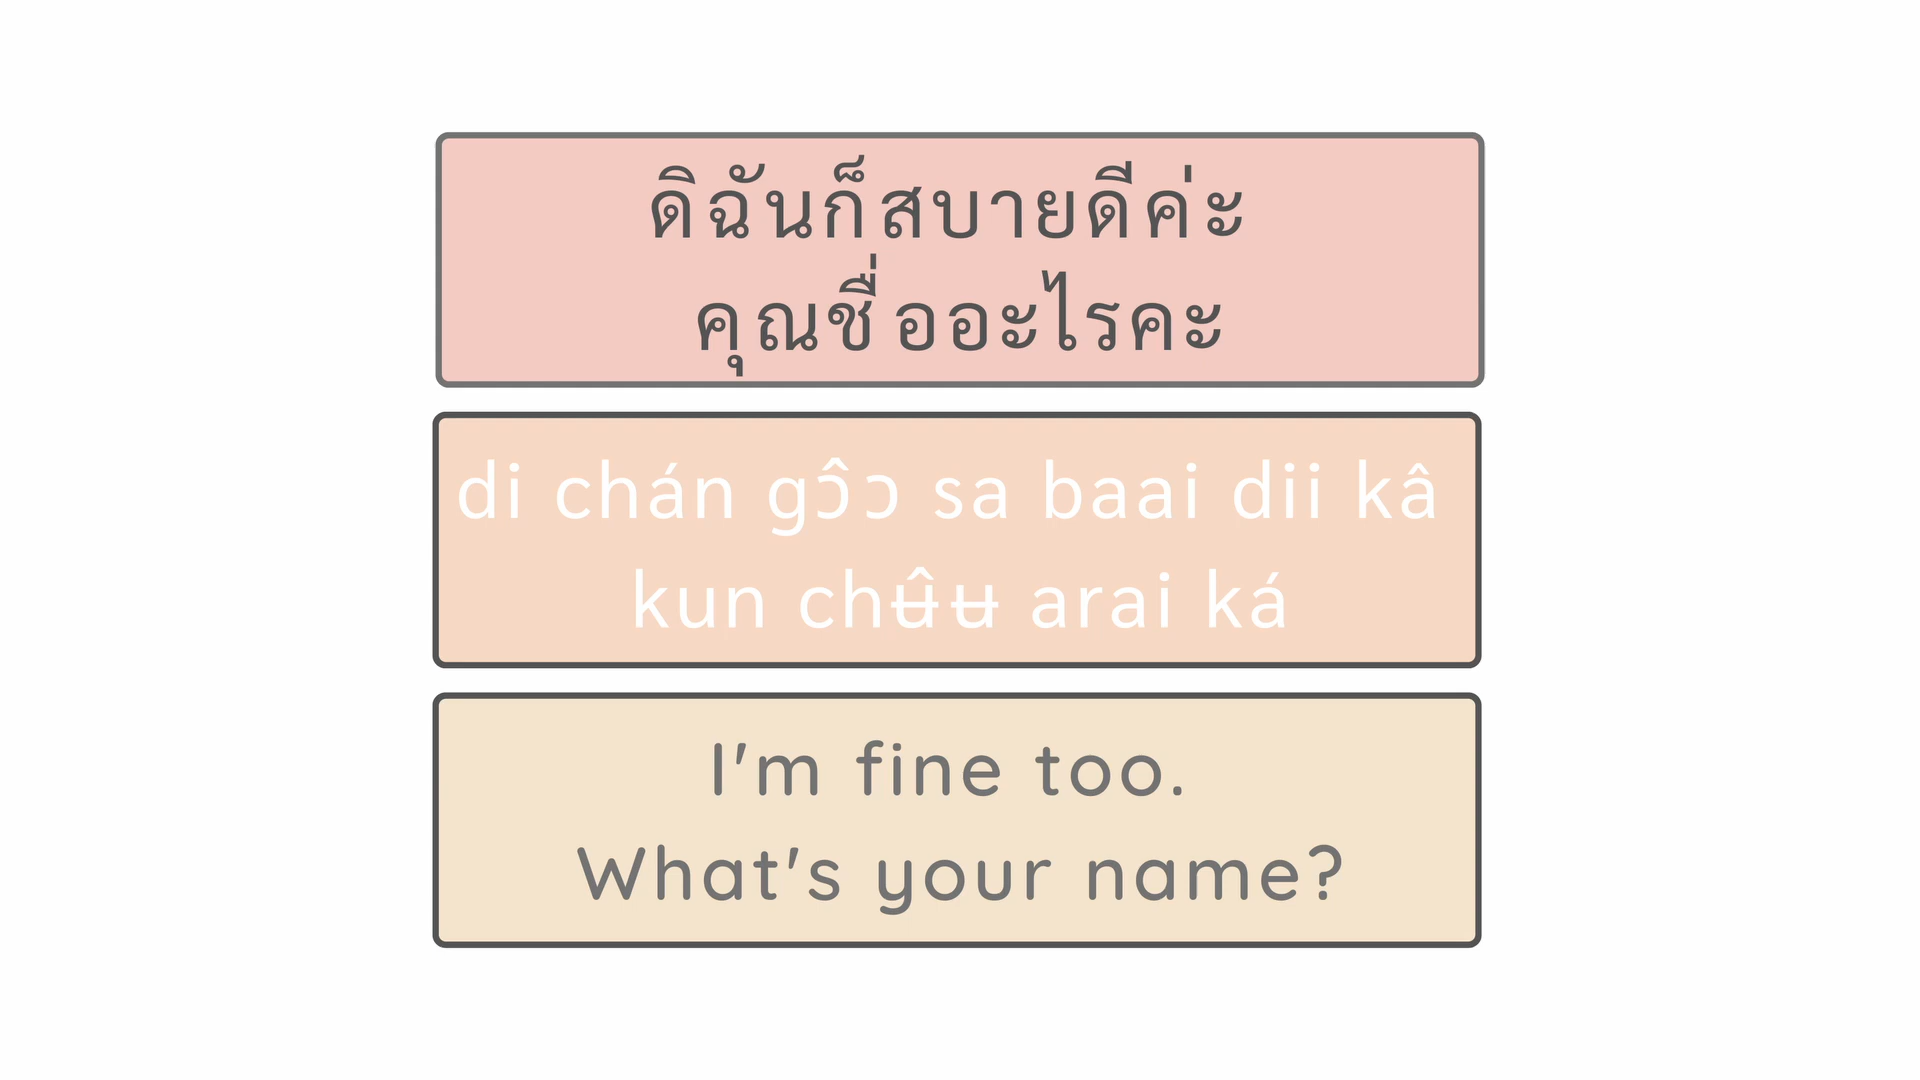 ดิฉันก็สบายดีค่ะ
คุณชื่ออะไรคะ
di chán gɔ̂ɔ sa baai dii kâ
kun chʉ̂ʉ arai ká
I'm fine too.
What's your name?